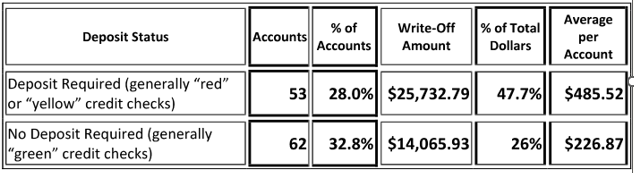 Deposit Status Accounts % of Accounts Write-Off Amount % of Total Dollars Average per Account
Deposit Required (generally “red”
or “yellow” credit checks) 53 28.0% $25,732.79 47.7% $485.52
No Deposit Required (generally
“green” credit checks) 62 32.8% $14,065.93 26% $226.87